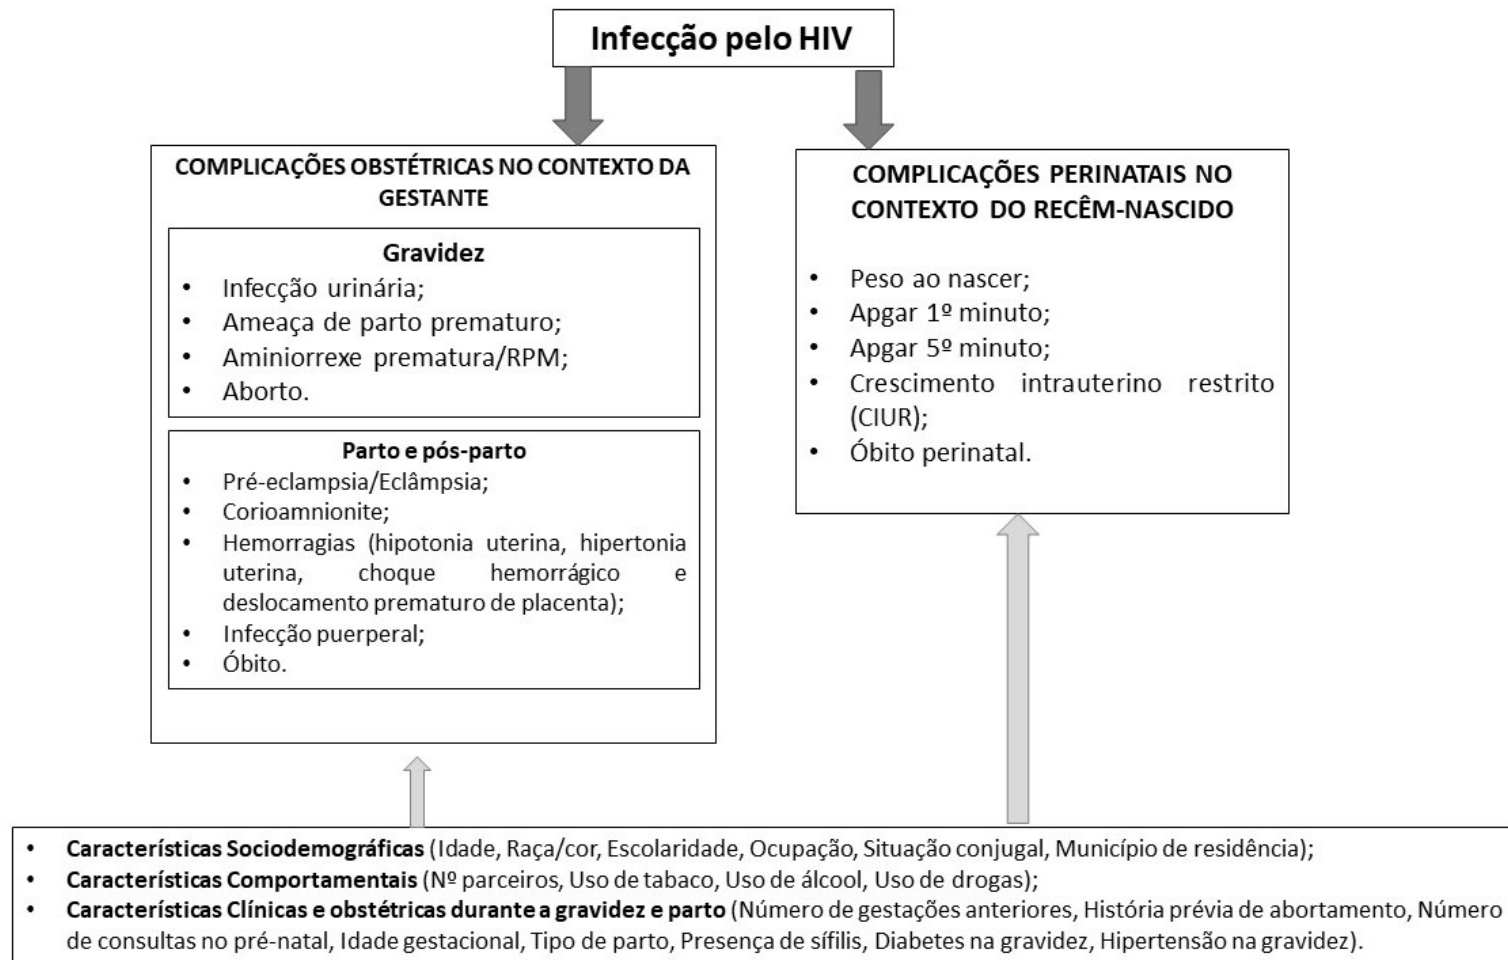 Infecção pelo HIV
COMPLICAÇÕES OBSTÉTRICAS NO CONTEXTO DA
GESTANTE
Gravidez
• Infecção urinária;
• Ameaça de parto prematuro;
• Aminiorrexe prematura/RPM;
• Aborto.
Parto e pós-parto
• Pré-eclampsia/Eclâmpsia;
• Corioamnionite;
• Hemorragias (hipotonia uterina, hipertonia
uterina, choque hemorrágico e
deslocamento prematuro de placenta);
• Infecção puerperal;
• Óbito.
COMPLICAÇÕES PERINATAIS NO
CONTEXTO DO RECÊM-NASCIDO
• Peso ao nascer;
• Apgar 1º minuto;
• Apgar 5º minuto;
• Crescimento intrauterino restrito
(CIUR);
• Óbito perinatal.
• Características Sociodemográficas (Idade, Raça/cor, Escolaridade, Ocupação, Situação conjugal, Município de residência);
• Características Comportamentais (Nº parceiros, Uso de tabaco, Uso de álcool, Uso de drogas);
• Características Clínicas e obstétricas durante a gravidez e parto (Número de gestações anteriores, História prévia de abortamento, Número
de consultas no pré-natal, Idade gestacional, Tipo de parto, Presença de sífilis, Diabetes na gravidez, Hipertensão na gravidez).